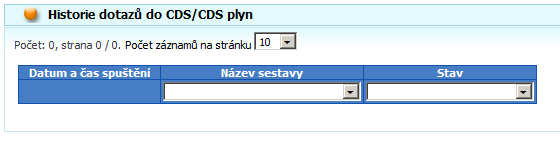 Historie dotazů do CDS/CDS plyn
Počet: 0, strana 0 / 0. Počet záznamů na stránku 10
Datum a čas spuštění Název sestavy Stav